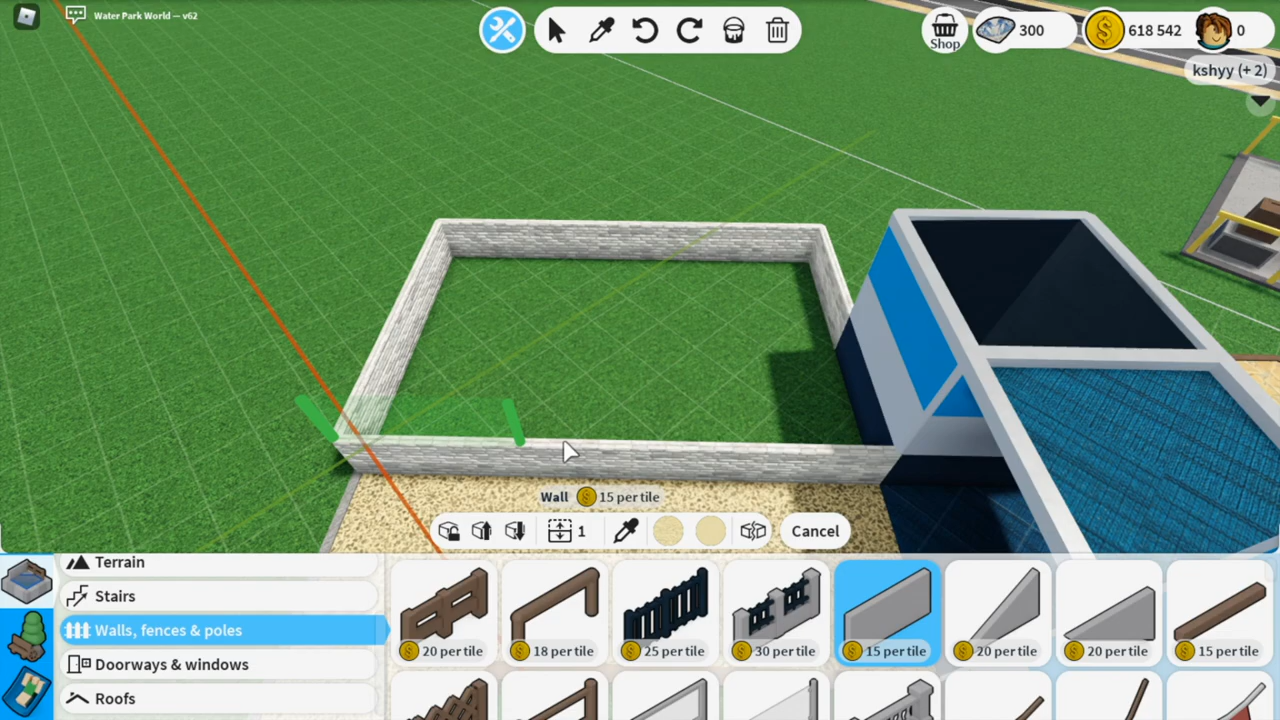 Water Park World — v62
Shop
300
618 542
0
kshyy (+ 2)
Wall 15 per tile
1
Cancel
Terrain
Stairs
Walls, fences & poles
Doorways & windows
Roofs
20 per tile
18 per tile
25 per tile
30 per tile
15 per tile
20 per tile
20 per tile
15 per tile